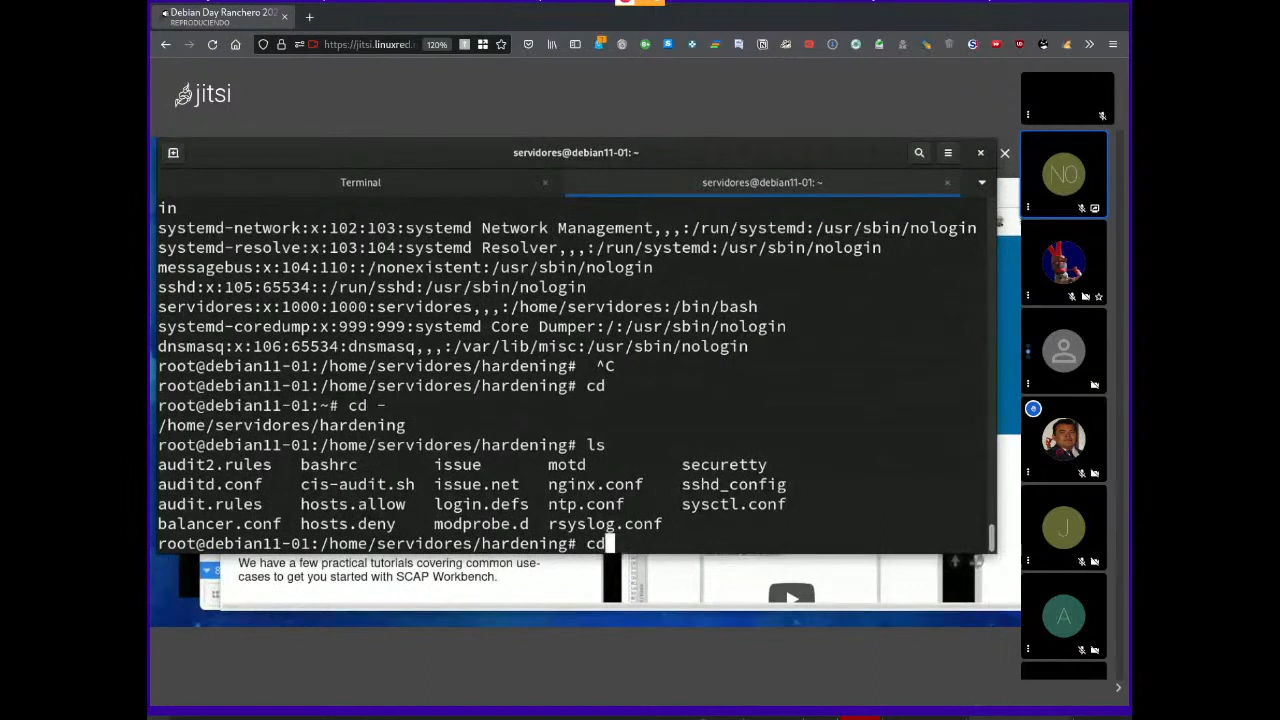 Debian Day Ranchero 202
REPRODUCIENDO
https://jitsi.linuxred.
120%
jitsi
servidores@debian11-01: ~
Terminal
servidores@debian11-01: ~
in
systemd-network:x:102:103:systemd Network Management,,,:/run/systemd:/usr/sbin/nologin
systemd-resolve:x:103:104:systemd Resolver,,,:/run/systemd:/usr/sbin/nologin
messagebus:x:104:110::/nonexistent:/usr/sbin/nologin
sshd:x:105:65534::/run/sshd:/usr/sbin/nologin
servidores:x:1000:1000:servidores,,,:/home/servidores:/bin/bash
systemd-coredump:x:999:999:systemd Core Dumper:/:/usr/sbin/nologin
dnsmasq:x:106:65534:dnsmasq,,,:/var/lib/misc:/usr/sbin/nologin
root@debian11-01:/home/servidores/hardening#  ^C
root@debian11-01:/home/servidores/hardening# cd
root@debian11-01:~# cd -
/home/servidores/hardening
root@debian11-01:/home/servidores/hardening# ls
audit2.rules bashrc issue motd securetty
auditd.conf cis-audit.sh issue.net nginx.conf sshd_config
audit.rules hosts.allow login.defs ntp.conf sysctl.conf
balancer.conf hosts.deny modprobe.d rsyslog.conf
root@debian11-01:/home/servidores/hardening# cd
We have a few practical tutorials covering common use-
cases to get you started with SCAP Workbench.
NO
J
A